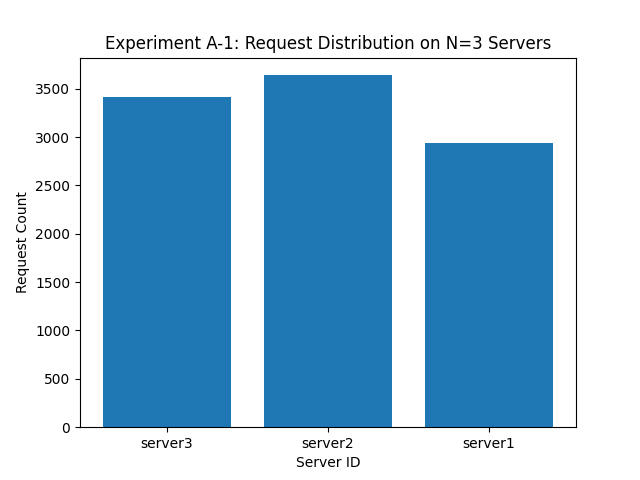 Experiment A-1: Request Distribution on N=3 Servers
Request Count
3500
3000
2500
2000
1500
1000
500
0
server3 server2 server1
Server ID